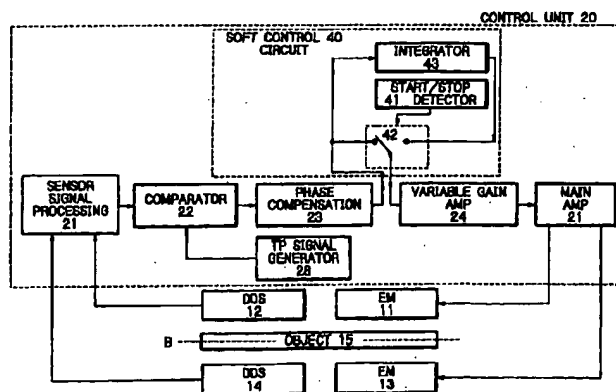 CONTROL UNIT 20
SOFT CONTROL 40
CIRCUIT
INTEGRATOR
43
START/STOP
41 DETECTOR
42
SENSOR
SIGNAL
PROCESSING
21
COMPARATOR
22
PHASE
COMPENSATION
23
VARIABLE GAIN
AMP
24
MAIN
AMP
21
TP SIGNAL
GENERATOR
28
DDS
12
EM
11
B
OBJECT 15
DDS
14
EM
13